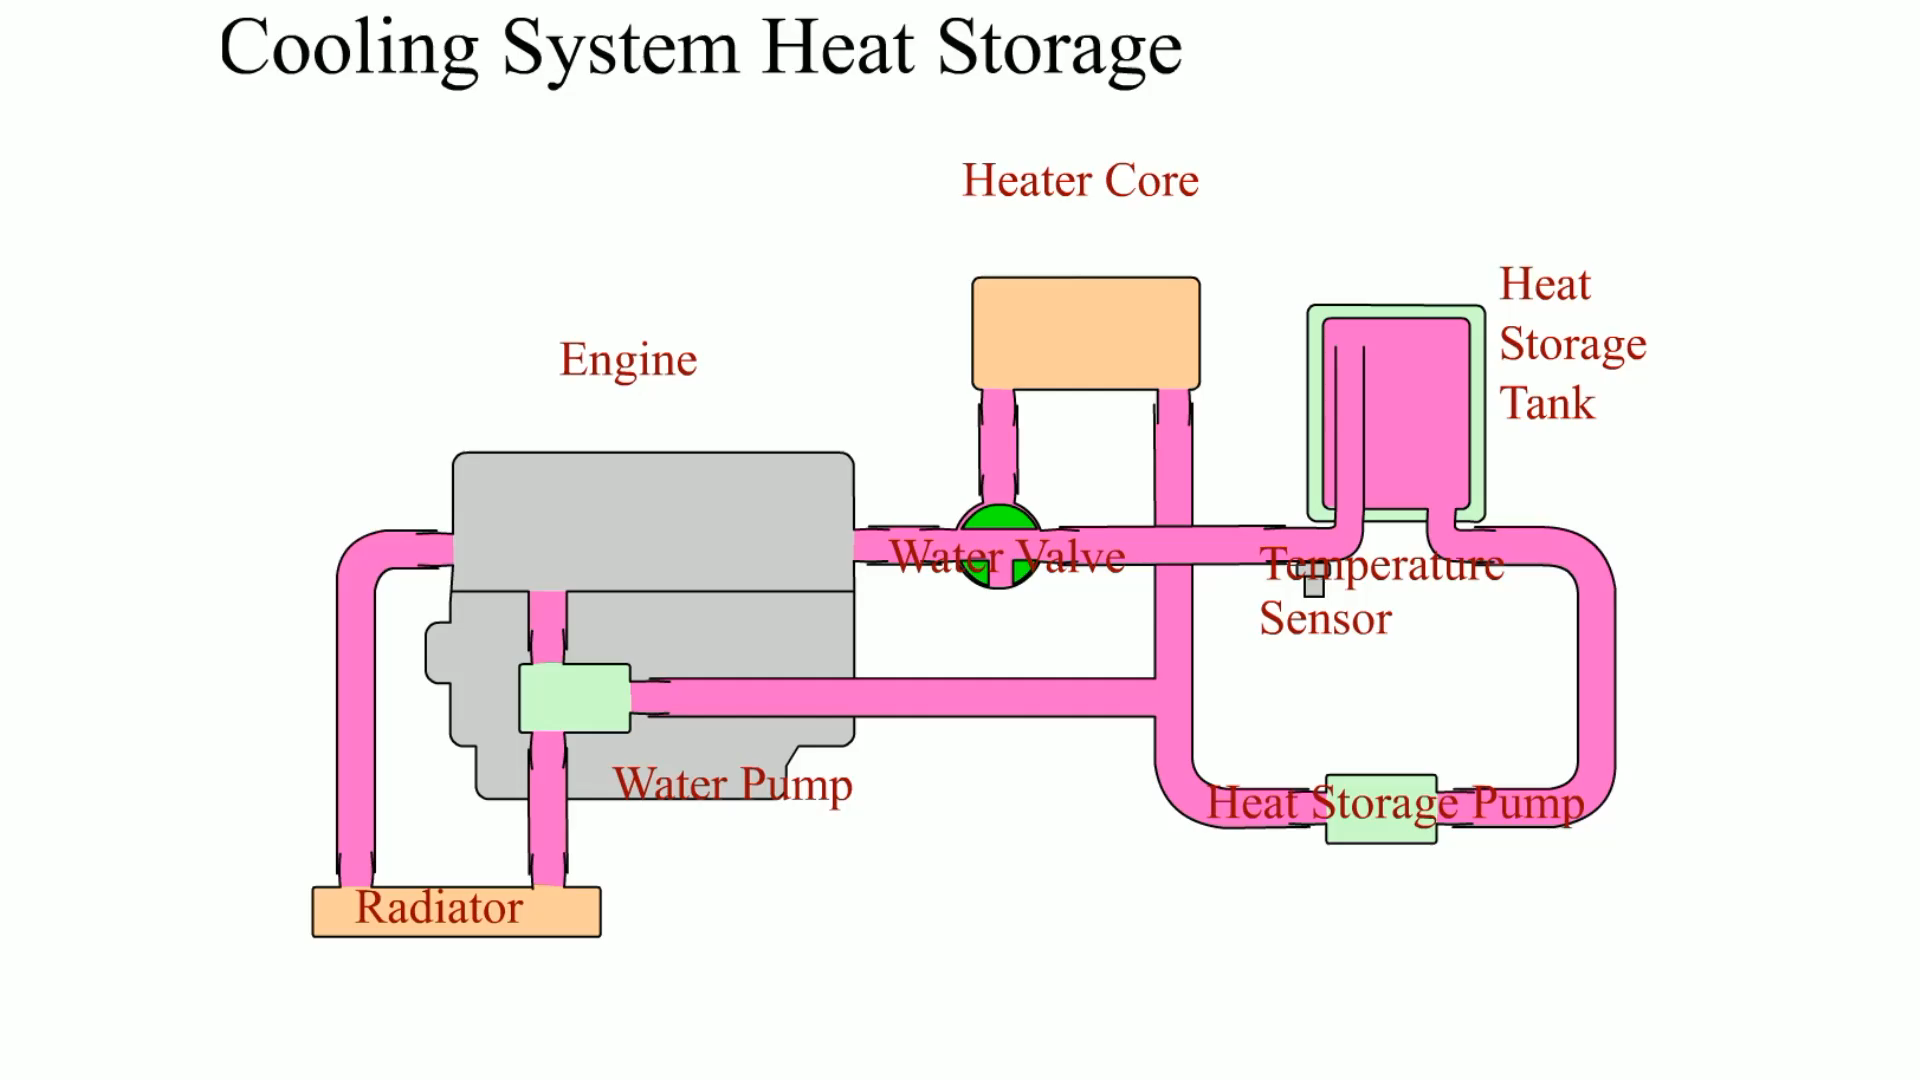 Cooling System Heat Storage
Heater Core
Heat
Storage
Tank
Engine
Water Valve
Temperature
Sensor
Water Pump
Heat Storage Pump
Radiator